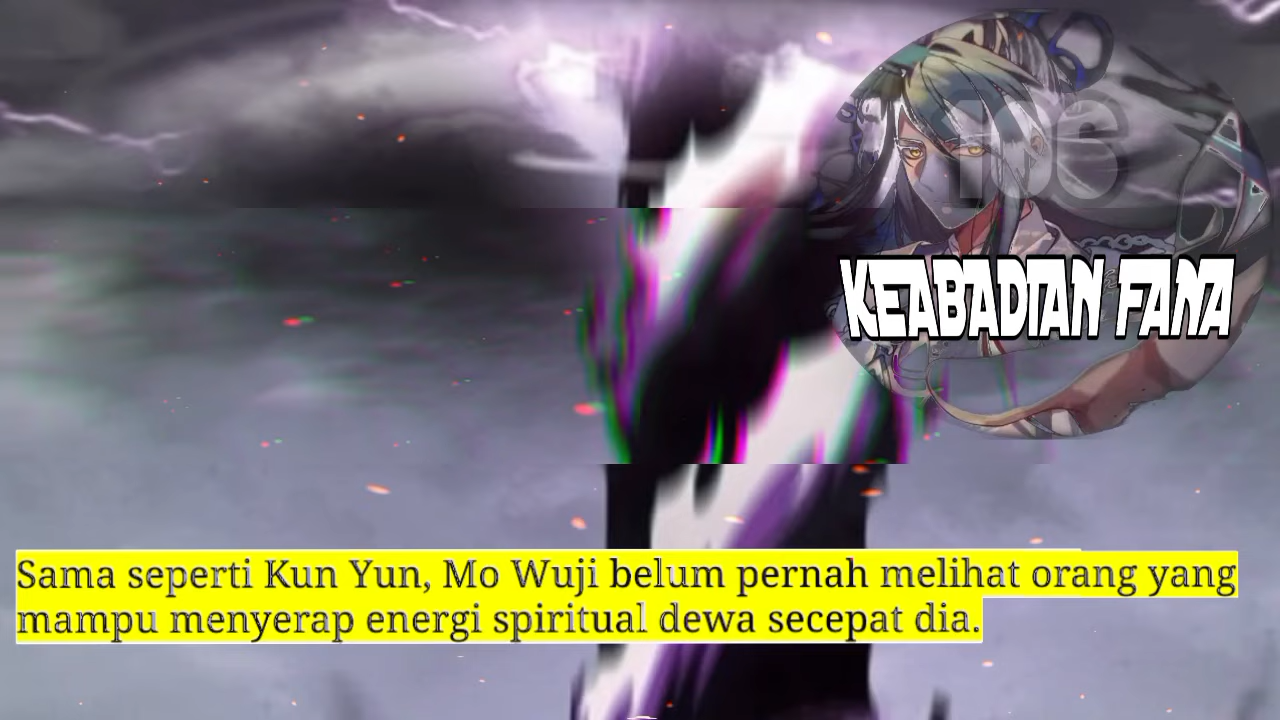 106
KEABADIAN FANA
Sama seperti Kun Yun, Mo Wuji belum pernah melihat orang yang
mampu menyerap energi spiritual dewa secepat dia.